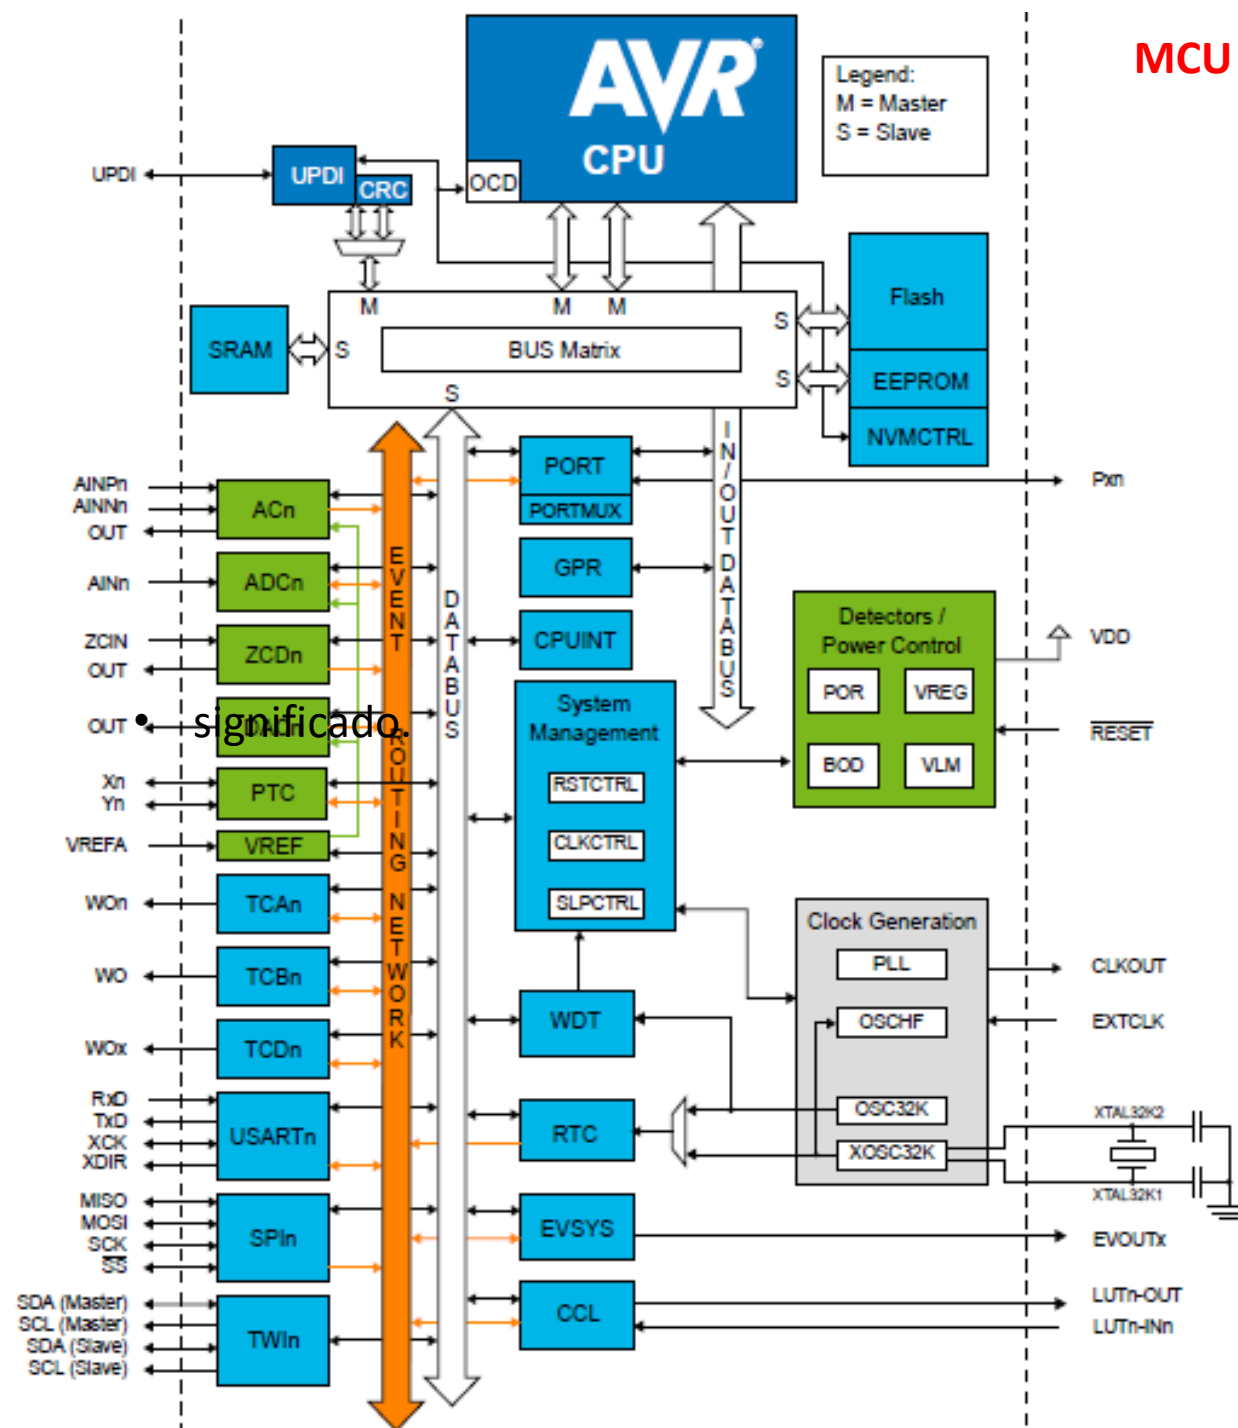 MCU
AVR®
CPU
OCD
Legend:
M = Master
S = Slave
UPDI
UPDI
CRC
M
M
M
SRAM
S
BUS Matrix
S
S
S
Flash
EEPROM
NVMCTRL
IN/OUT DATABUS
EVENT ROUTING NETWORK
DATABUS
PORT
PORTMUX
Pxn
AINPn
AINNn
OUT
ACn
GPR
AINn
ADCn
CPUINT
ZCIN
OUT
ZCDn
Detectors /
Power Control
POR
VREG
BOD
VLM
VDD
RESET
System
Management
RSTCTRL
CLKCTRL
SLPCTRL
OUT
DACn
• significado.
Xn
Yn
PTC
VREFA
VREF
WOn
TCAn
WO
TCBn
WOx
TCDn
Clock Generation
PLL
OSCHF
OSC32K
XOSC32K
CLKOUT
EXTCLK
XTAL32K2
XTAL32K1
WDT
RTC
RxD
TxD
XCK
XDIR
USARTn
MISO
MOSI
SCK
SS
SPIn
EVSYS
EVOUTx
SDA (Master)
SCL (Master)
SDA (Slave)
SCL (Slave)
TWIn
CCL
LUTn-OUT
LUTn-INn